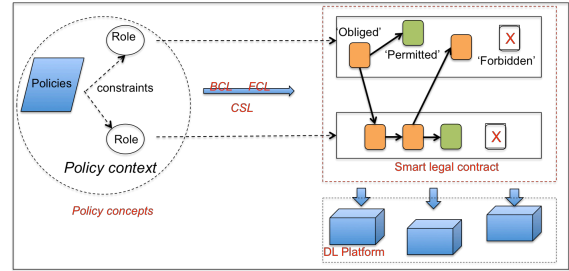 Role
Policies
constraints
Role
Policy context
Policy concepts
BCL FCL
CSL
'Obliged'
'Permitted'
X
'Forbidden'
X
Smart legal contract
DL Platform